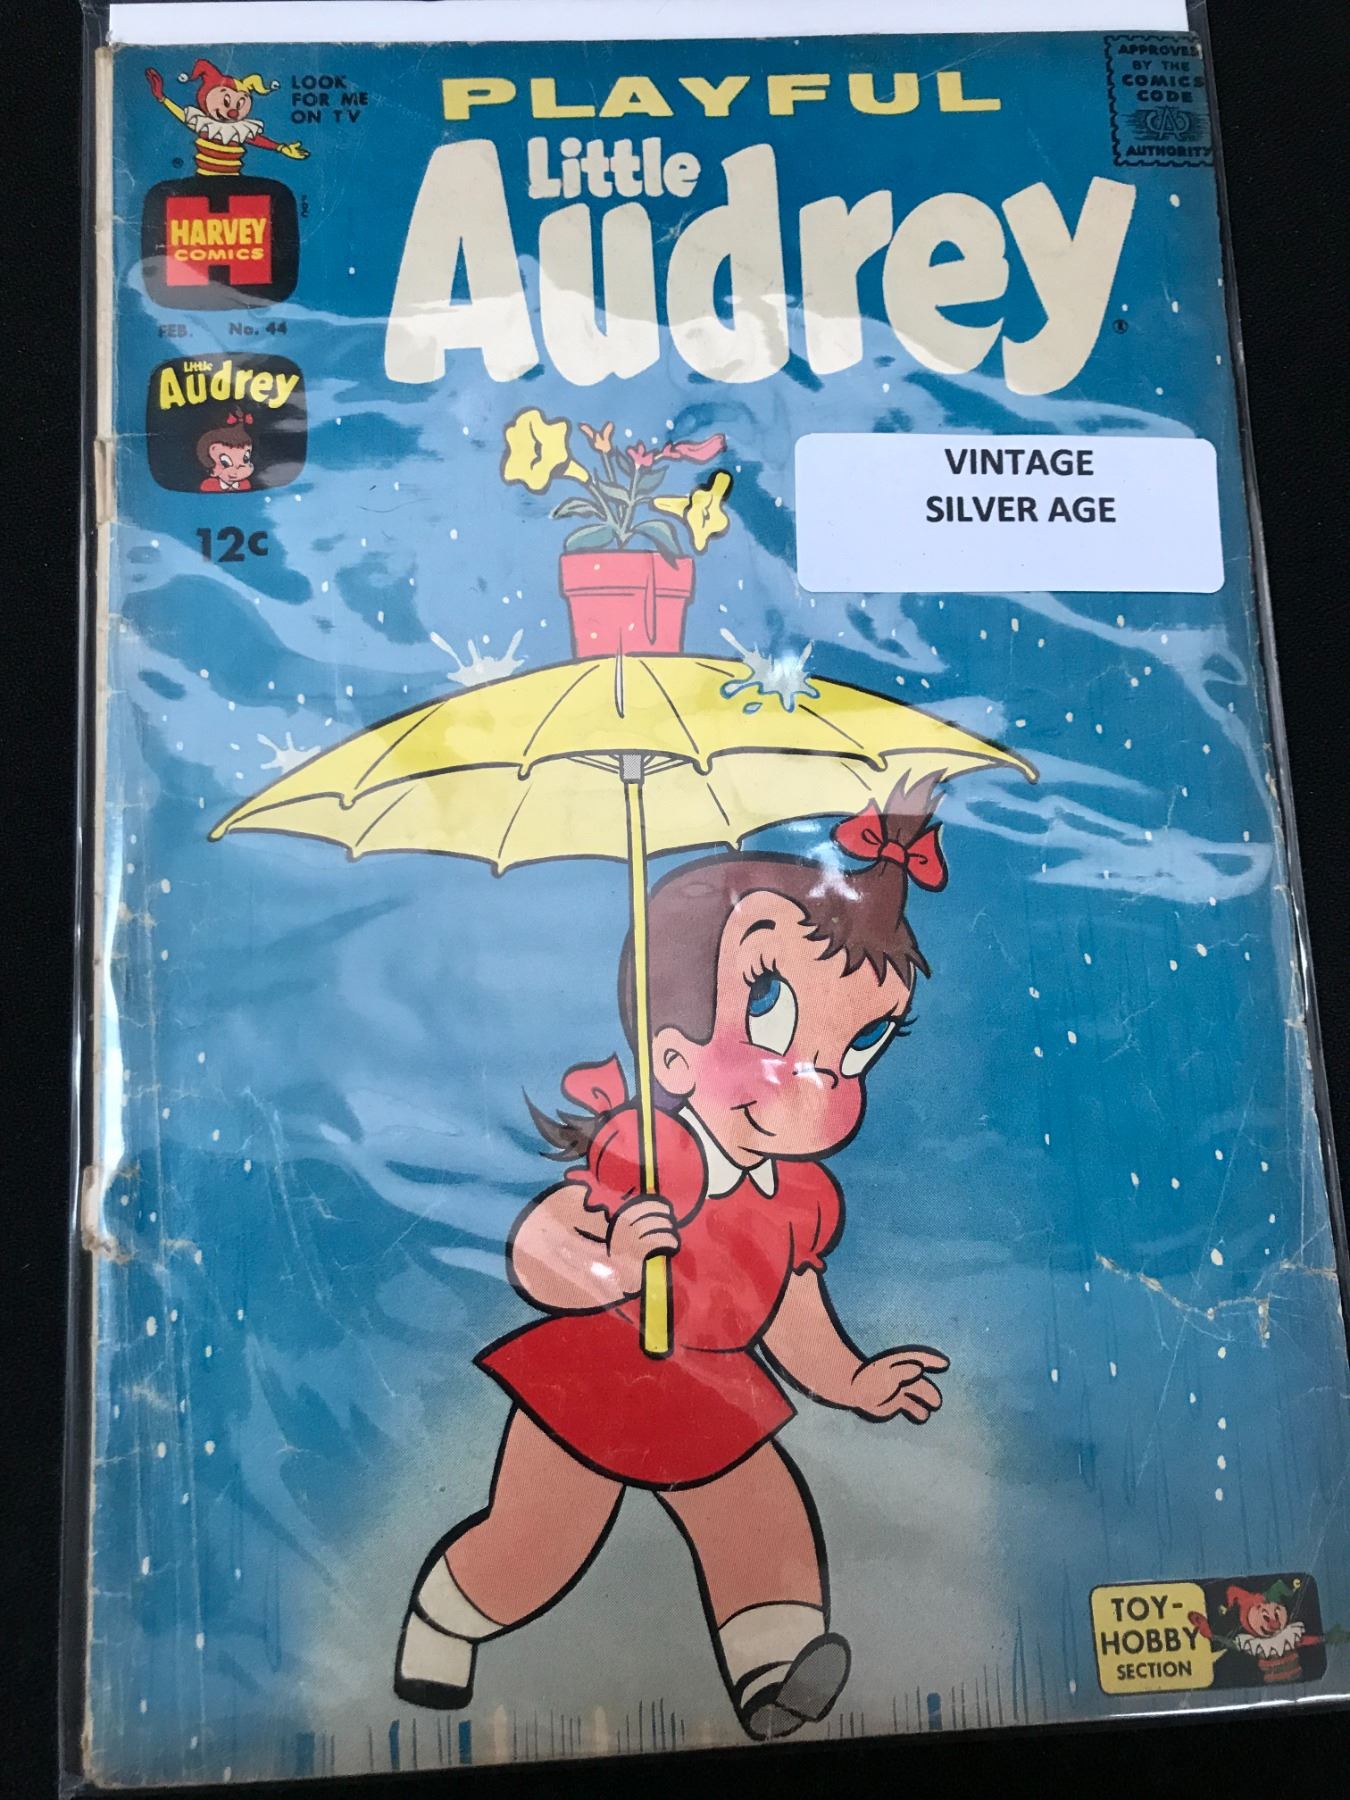 LOOK
FOR ME
ON TV
PLAYFUL
Little
Audrey
®
APPROVED
BY THE
COMICS
CODE
CA
AUTHORITY
®
HARVEY
COMICS
FEB. No. 44
Little
Audrey
12¢
VINTAGE
SILVER AGE
TOY-
HOBBY
SECTION